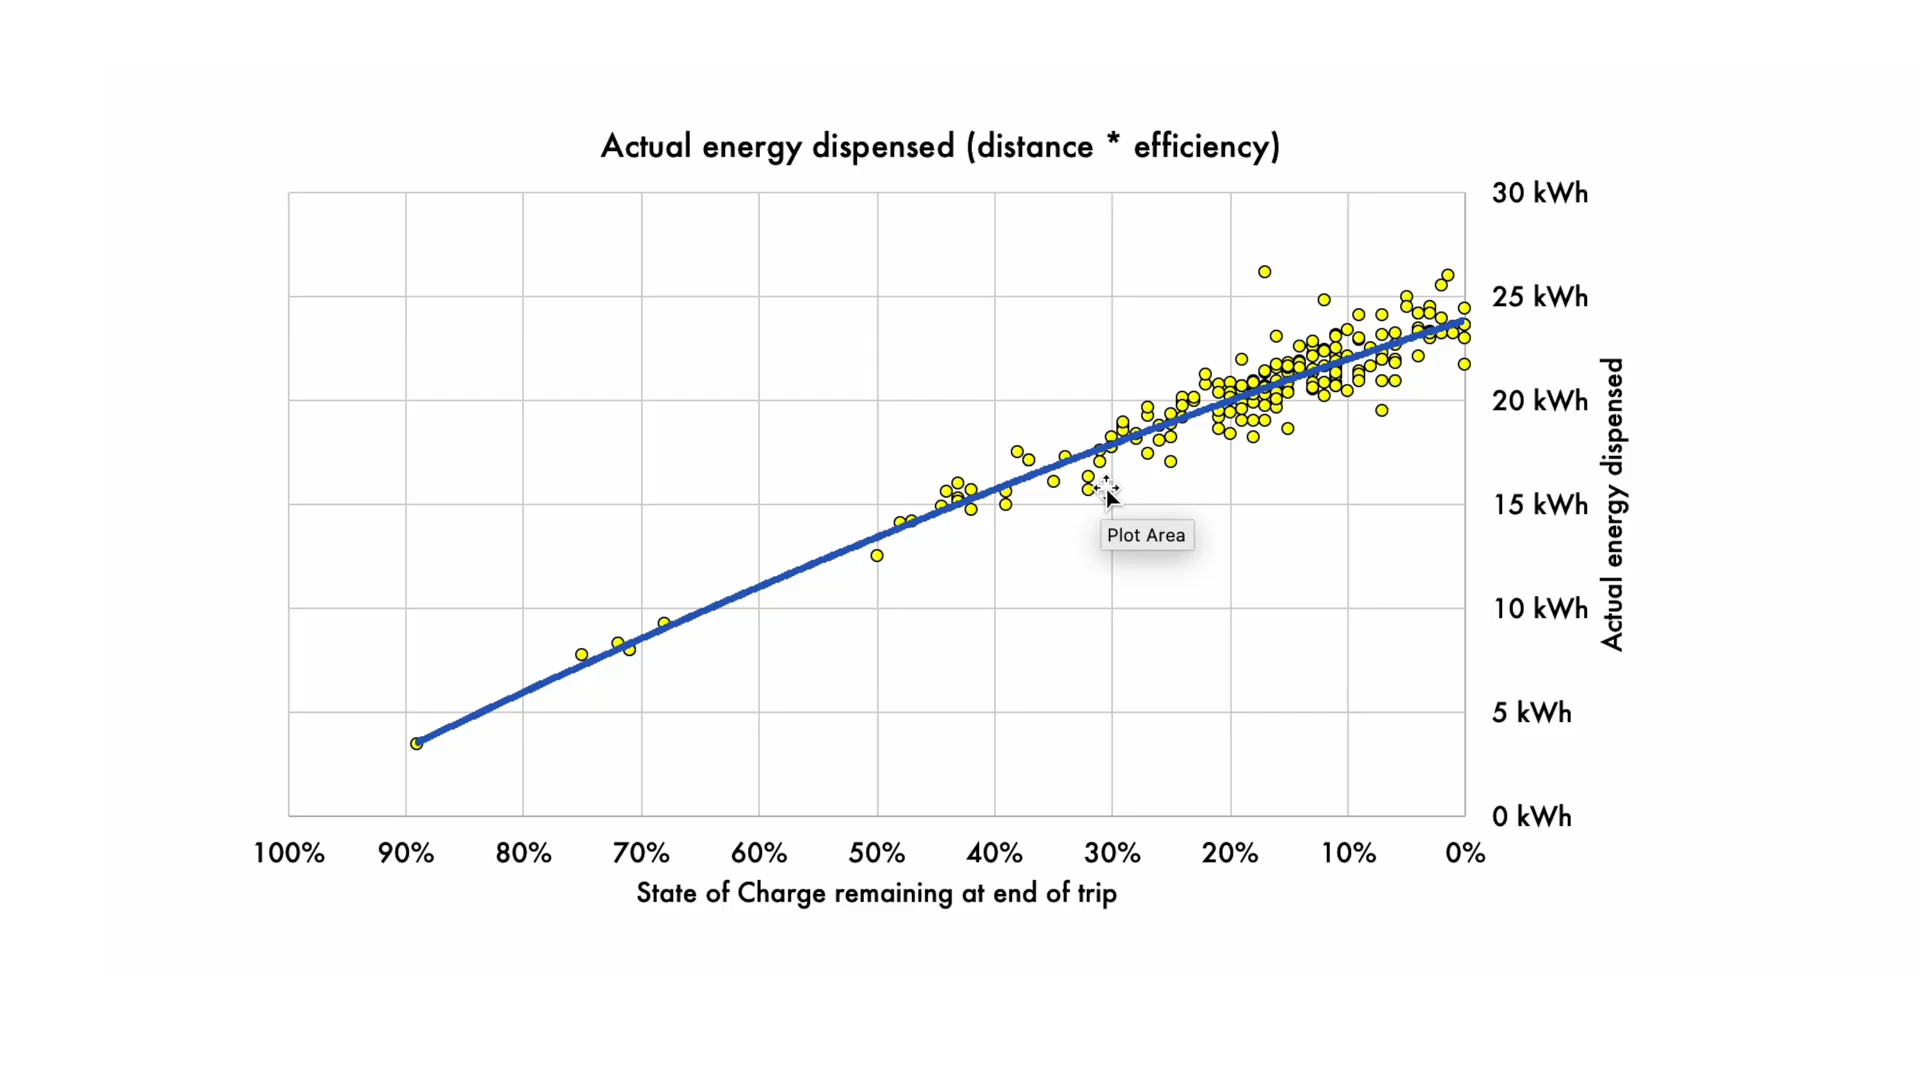 Actual energy dispensed (distance * efficiency)
30 kWh
25 kWh
20 kWh
15 kWh
10 kWh
5 kWh
0 kWh
Actual energy dispensed
Plot Area
100% 90% 80% 70% 60% 50% 40% 30% 20% 10% 0%
State of Charge remaining at end of trip